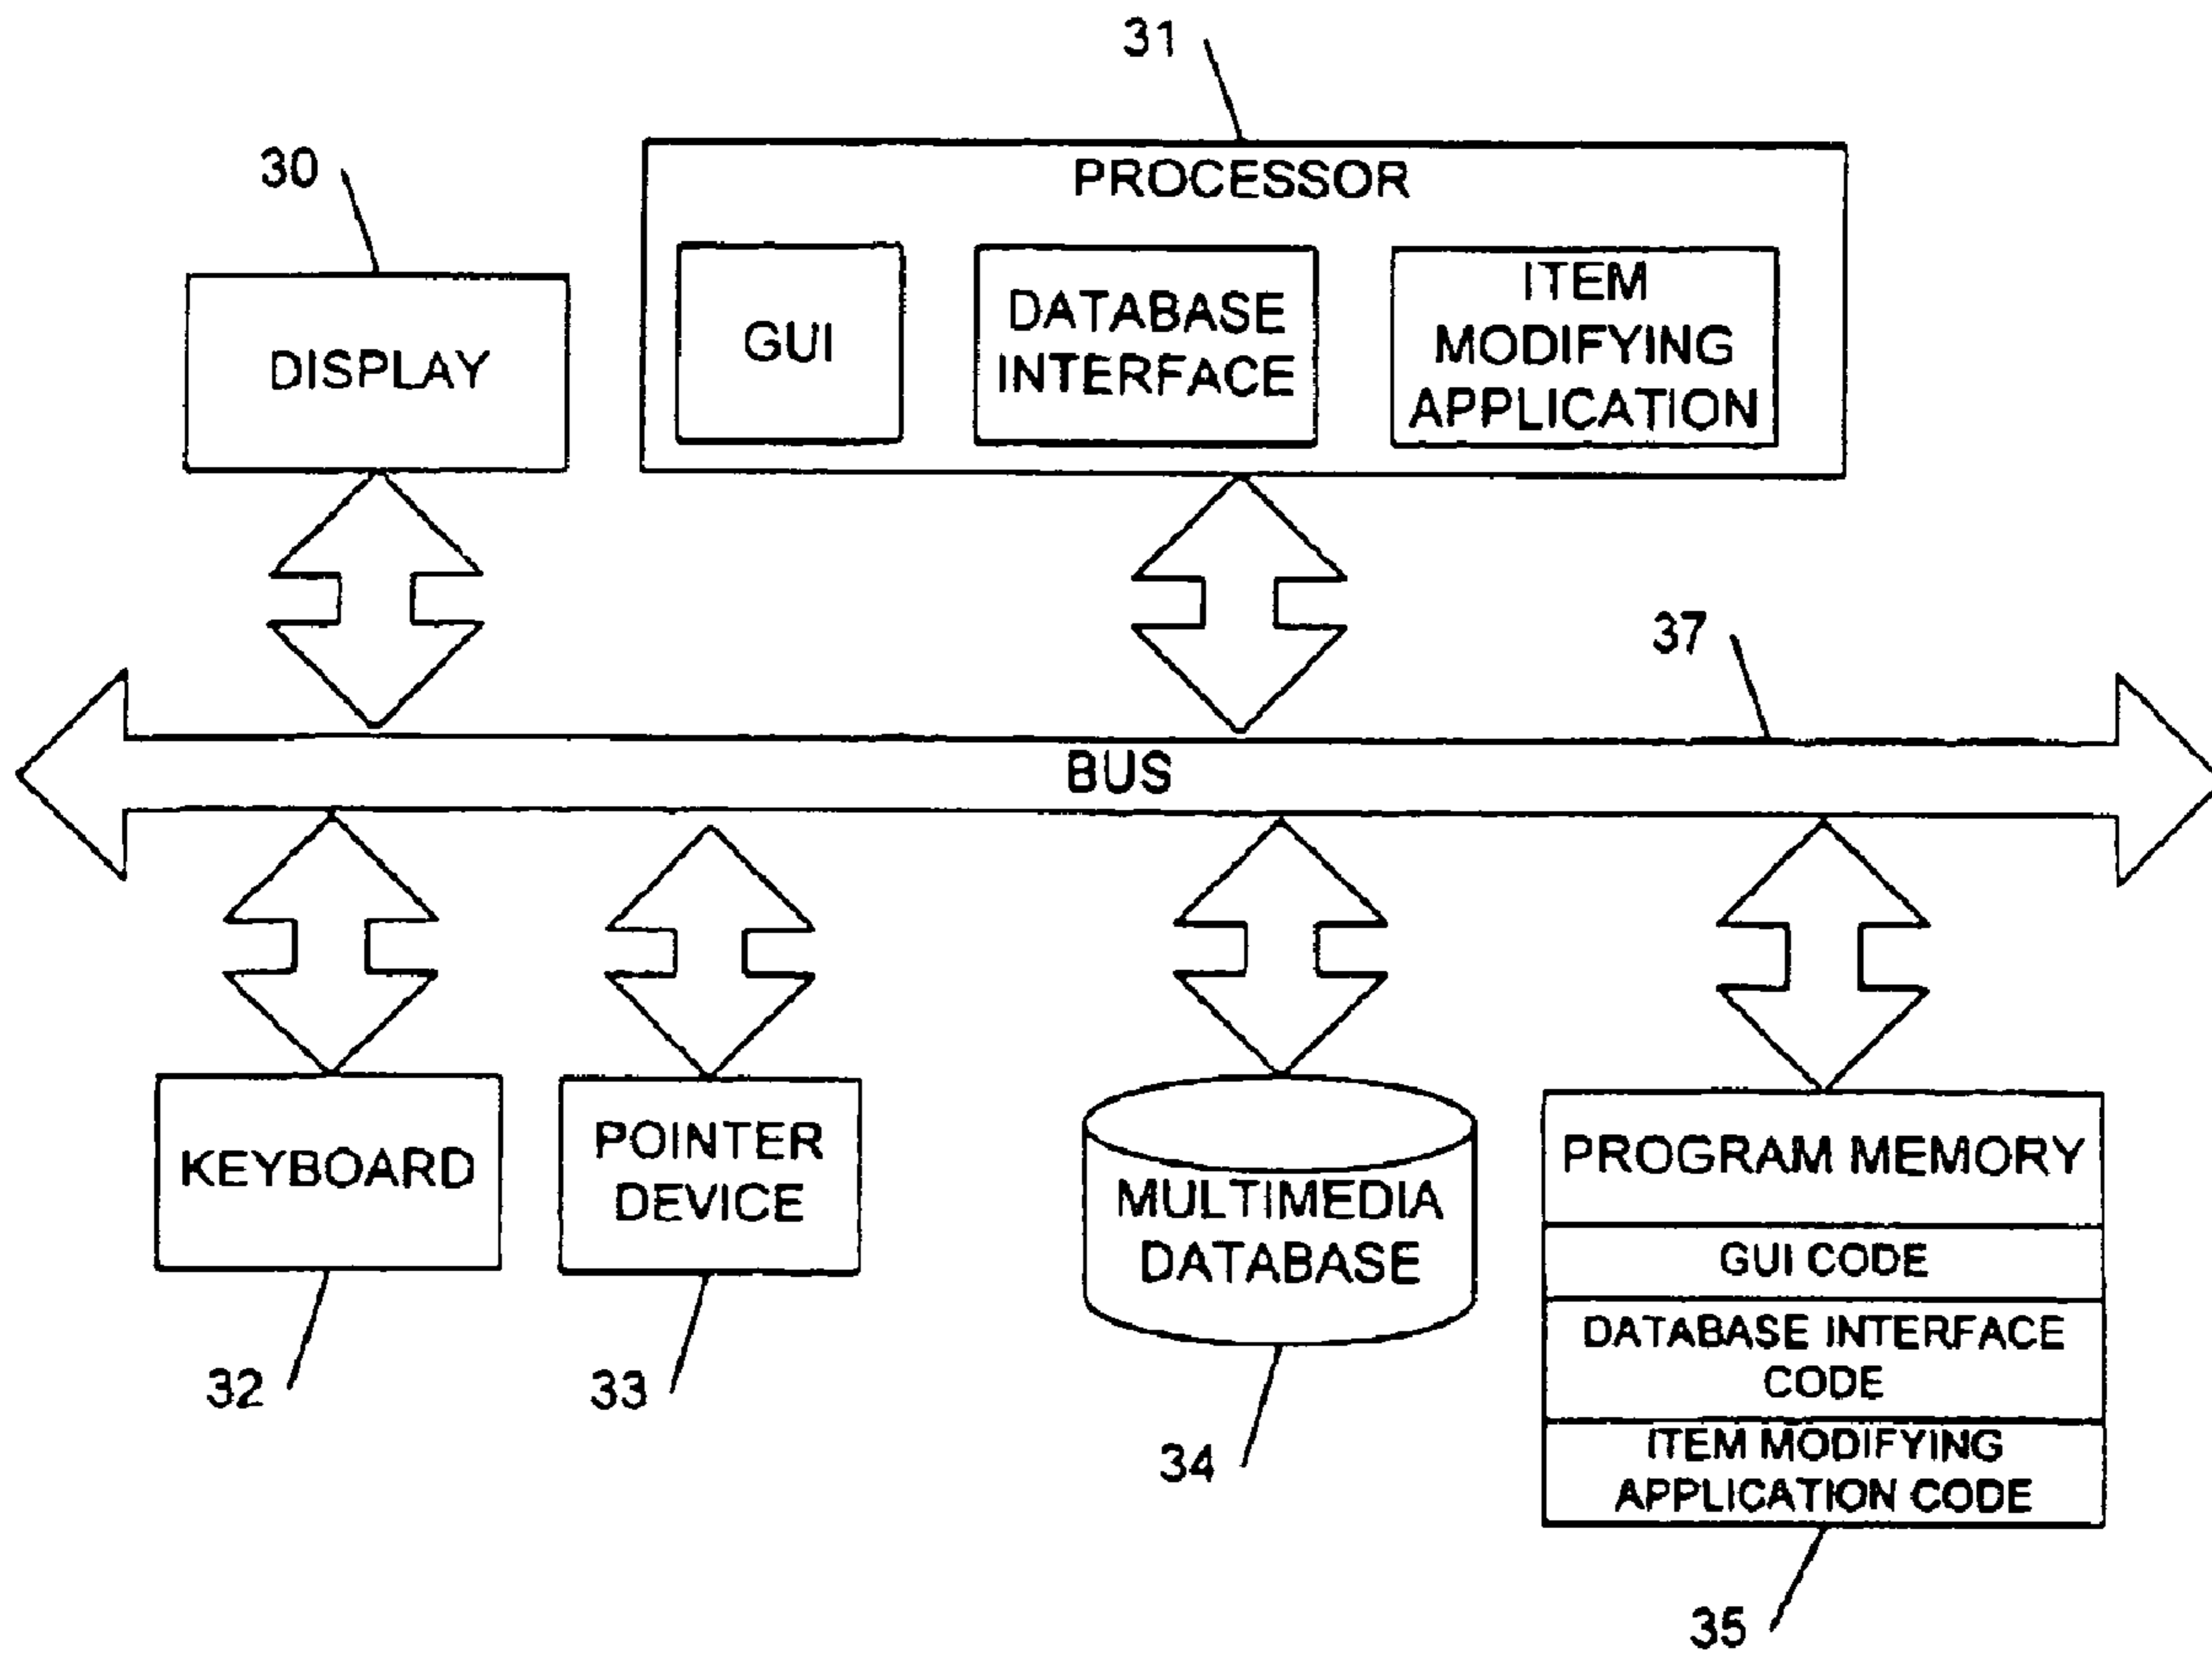 31
30
PROCESSOR
GUI
DATABASE
INTERFACE
ITEM
MODIFYING
APPLICATION
DISPLAY
37
BUS
KEYBOARD
POINTER
DEVICE
MULTIMEDIA
DATABASE
PROGRAM MEMORY
GUI CODE
DATABASE INTERFACE
CODE
ITEM MODIFYING
APPLICATION CODE
32
33
34
35